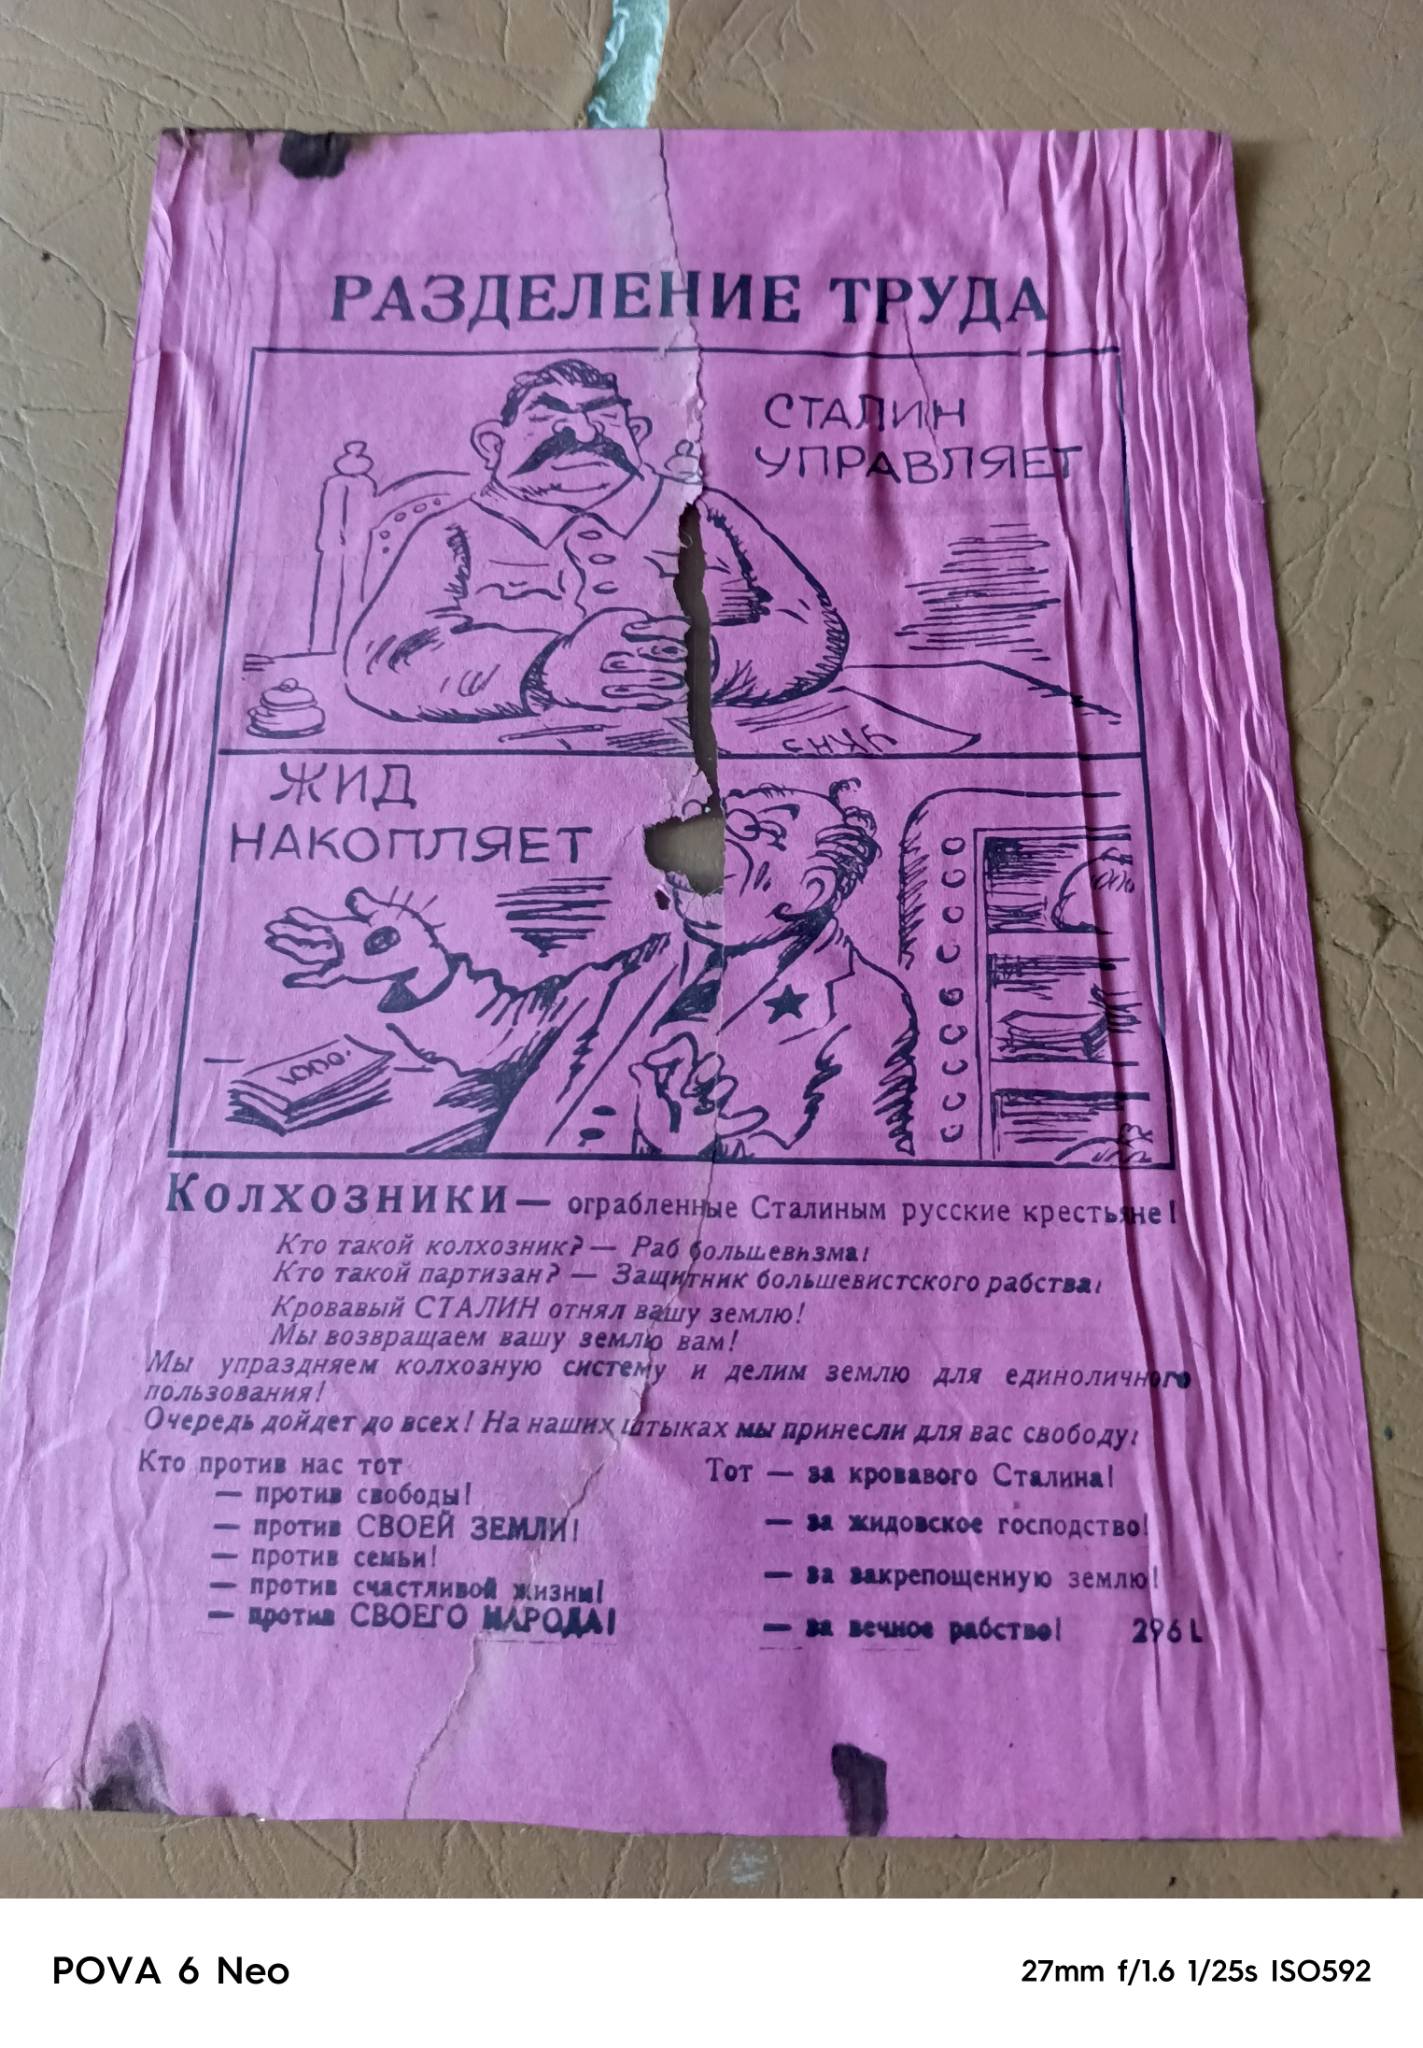 РАЗДЕЛЕНИЕ ТРУДА
СТАЛИН
УПРАВЛЯЕТ
ЖИД
НАКОПЛЯЕТ
1000.
Колхозники — ограбленные Сталиным русские крестьяне!
Кто такой колхозник? — Раб большевизма!
Кто такой партизан? — Защитник большевистского рабства!
Кровавый СТАЛИН отнял вашу землю!
Мы возвращаем вашу землю вам!
Мы упраздняем колхозную систему и делим землю для единоличного
пользования!
Очередь дойдет до всех! На наших штыках мы принесли для вас свободу!
Кто против нас тот
— против свободы!
— против СВОЕЙ ЗЕМЛИ!
— против семьи!
— против счастливой жизни!
— против СВОЕГО НАРОДА!
Тот — за кровавого Сталина!
— за жидовское господство!
— за закрепощенную землю!
— за вечное рабство! 296 L
POVA 6 Neo
27mm f/1.6 1/25s ISO592